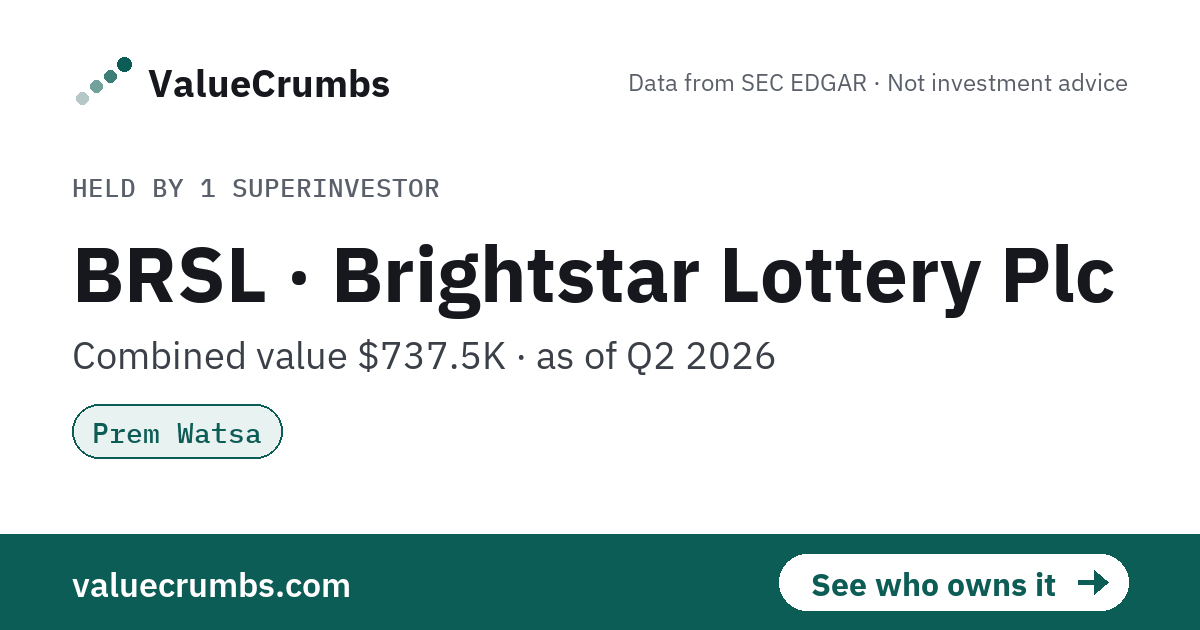 ValueCrumbs
Data from SEC EDGAR · Not investment advice
HELD BY 1 SUPERINVESTOR
BRSL · Brightstar Lottery Plc
Combined value $737.5K · as of Q2 2026
Prem Watsa
valuecrumbs.com
See who owns it →